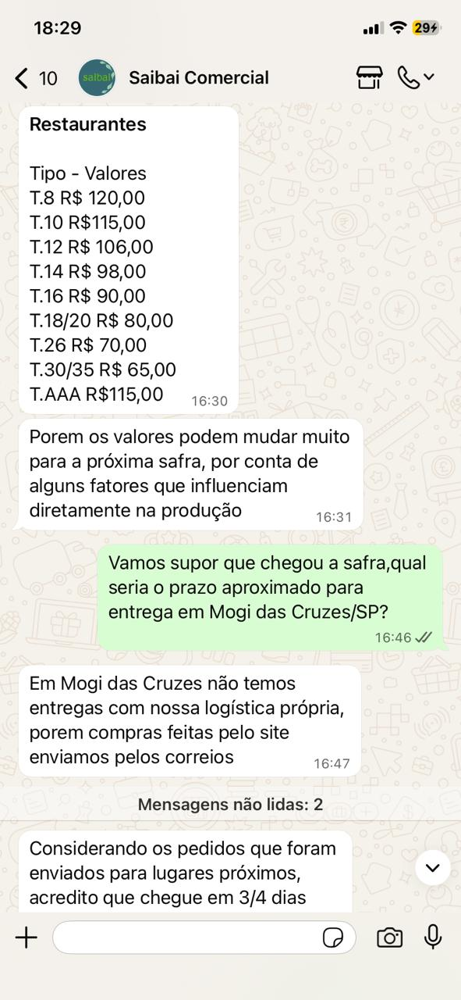 18:29
29
10
saibai
Saibai Comercial
Restaurantes
Tipo - Valores
T.8 R$ 120,00
T.10 R$115,00
T.12 R$ 106,00
T.14 R$ 98,00
T.16 R$ 90,00
T.18/20 R$ 80,00
T.26 R$ 70,00
T.30/35 R$ 65,00
T.AAA R$115,00
16:30
Porem os valores podem mudar muito
para a próxima safra, por conta de
alguns fatores que influenciam
diretamente na produção
16:31
Vamos supor que chegou a safra,qual
seria o prazo aproximado para
entrega em Mogi das Cruzes/SP?
16:46
Em Mogi das Cruzes não temos
entregas com nossa logística própria,
porem compras feitas pelo site
enviamos pelos correios
16:47
Mensagens não lidas: 2
Considerando os pedidos que foram
enviados para lugares próximos,
acredito que chegue em 3/4 dias